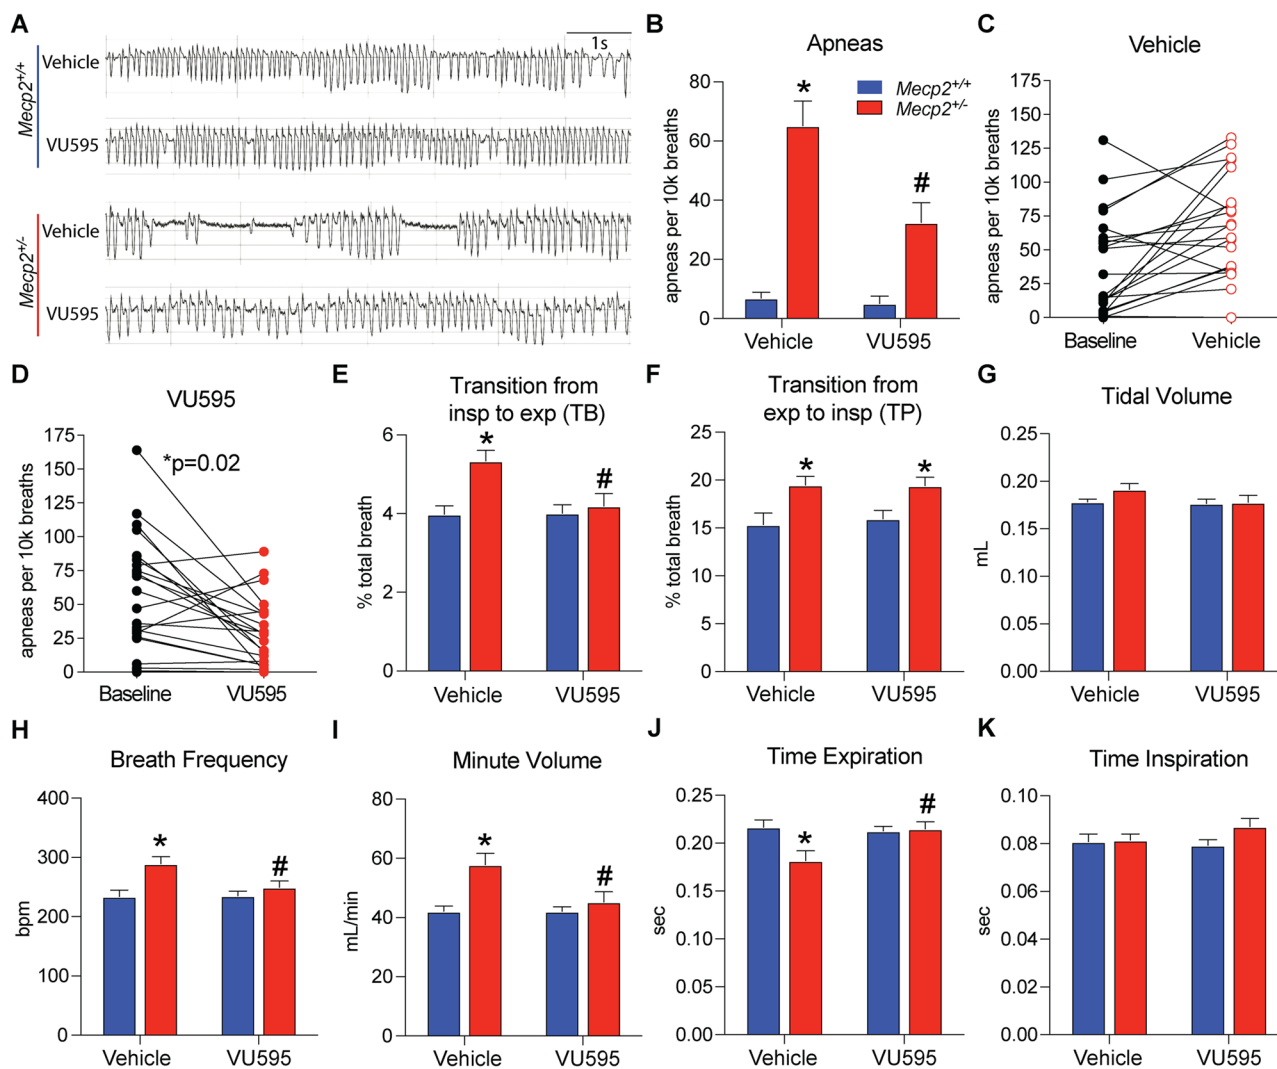 A
Mecp2+/+
Vehicle
VU595
Mecp2+/-
Vehicle
VU595
1s
B
Apneas
apneas per 10k breaths
80
60
40
20
0
Mecp2+/+
Mecp2+/-
*
#
Vehicle
VU595
C
Vehicle
apneas per 10k breaths
175
150
125
100
75
50
25
0
Baseline
Vehicle
D
VU595
apneas per 10k breaths
175
150
125
100
75
50
25
0
*p=0.02
Baseline
VU595
E
Transition from
insp to exp (TB)
% total breath
6
4
2
0
*
#
Vehicle
VU595
F
Transition from
exp to insp (TP)
% total breath
25
20
15
10
5
0
*
*
Vehicle
VU595
G
Tidal Volume
mL
0.25
0.20
0.15
0.10
0.05
0.00
Vehicle
VU595
H
Breath Frequency
bpm
400
300
200
100
0
*
#
Vehicle
VU595
I
Minute Volume
mL/min
80
60
40
20
0
*
#
Vehicle
VU595
J
Time Expiration
sec
0.25
0.20
0.15
0.10
0.05
0.00
*
#
Vehicle
VU595
K
Time Inspiration
sec
0.10
0.08
0.06
0.04
0.02
0.00
Vehicle
VU595